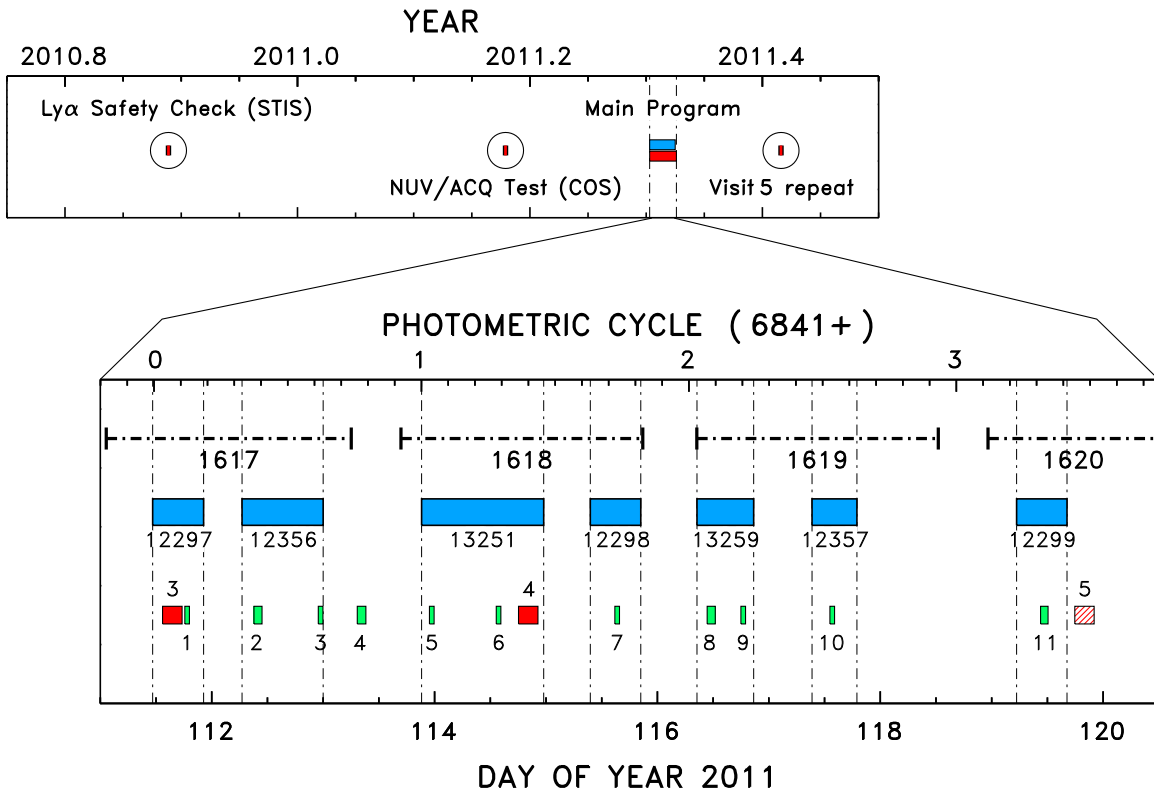 YEAR
2010.8 2011.0 2011.2 2011.4
Lyα Safety Check (STIS) Main Program
NUV/ACQ Test (COS) Visit 5 repeat
PHOTOMETRIC CYCLE (6841+)
0 1 2 3
1617 1618 1619 1620
12297 12356 13251 12298 13259 12357 12299
3 4 5
1 2 3 4 5 6 7 8 9 10 11
112 114 116 118 120
DAY OF YEAR 2011